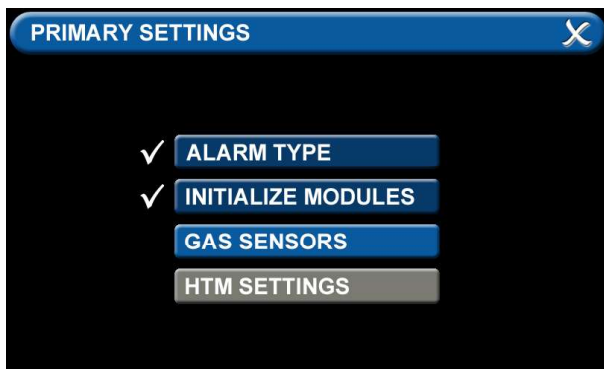 PRIMARY SETTINGS
ALARM TYPE
INITIALIZE MODULES
GAS SENSORS
HTM SETTINGS